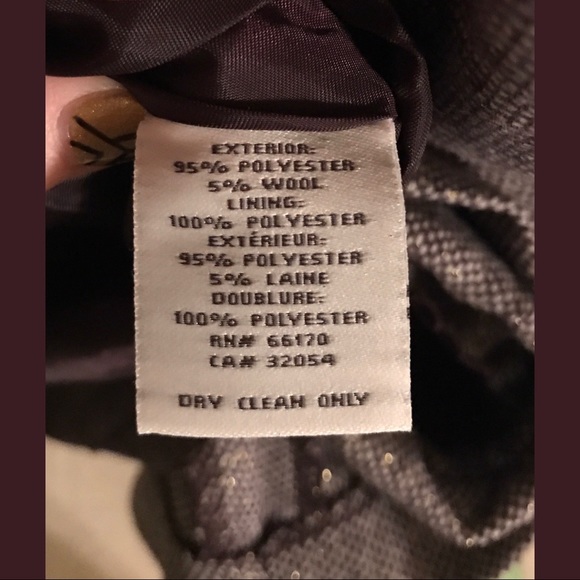 EXTERIOR:
95% POLYESTER
5% WOOL
LINING:
100% POLYESTER
EXTÉRIEUR:
95% POLYESTER
5% LAINE
DOUBLURE:
100% POLYESTER
RN# 66170
CA# 32054
DRY CLEAN ONLY